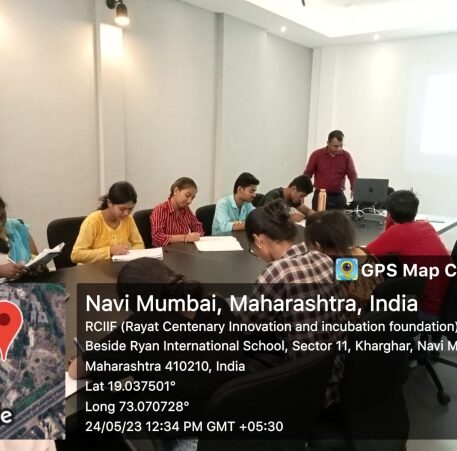 GPS Map C
Navi Mumbai, Maharashtra, India
RCIIF (Rayat Centenary Innovation and incubation foundation)
Beside Ryan International School, Sector 11, Kharghar, Navi M
Maharashtra 410210, India
Lat 19.037501°
Long 73.070728°
24/05/23 12:34 PM GMT +05:30